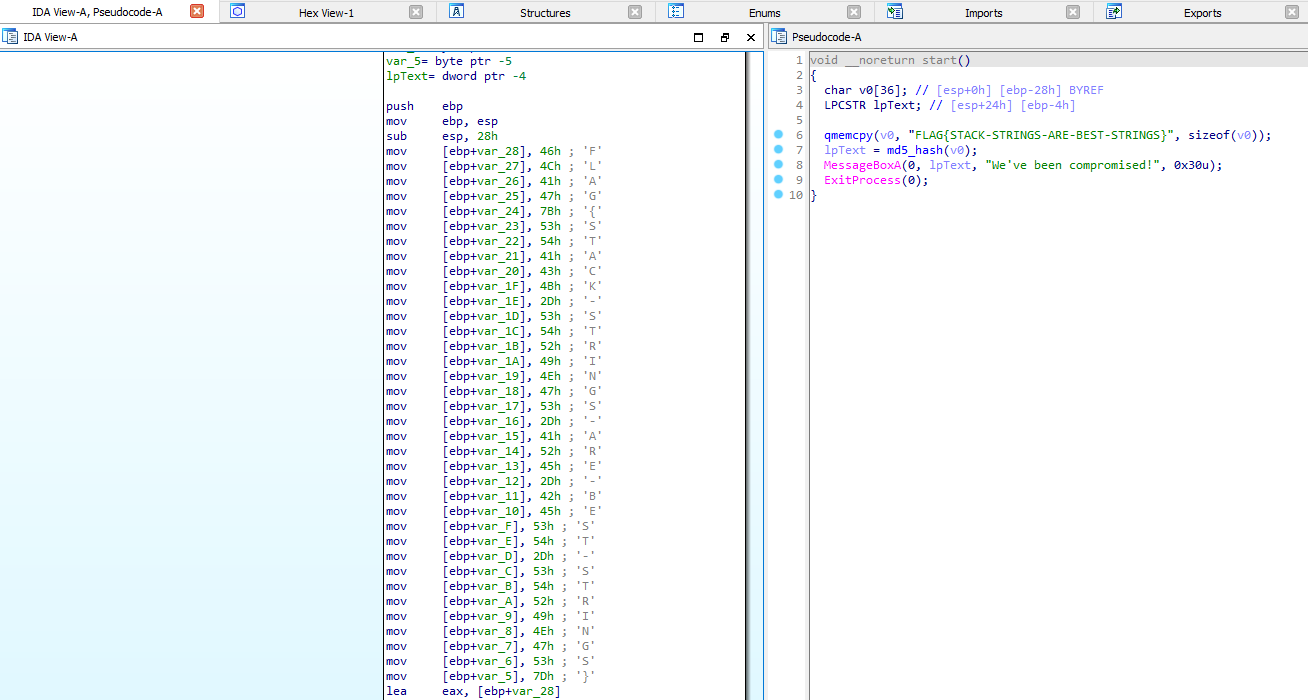 IDA View-A, Pseudocode-A
Hex View-1
Structures
Enums
Imports
Exports
IDA View-A
var_5= byte ptr -5
lpText= dword ptr -4
push ebp
mov ebp, esp
sub esp, 28h
mov [ebp+var_28], 46h ; 'F'
mov [ebp+var_27], 4Ch ; 'L'
mov [ebp+var_26], 41h ; 'A'
mov [ebp+var_25], 47h ; 'G'
mov [ebp+var_24], 7Bh ; '{'
mov [ebp+var_23], 53h ; 'S'
mov [ebp+var_22], 54h ; 'T'
mov [ebp+var_21], 41h ; 'A'
mov [ebp+var_20], 43h ; 'C'
mov [ebp+var_1F], 4Bh ; 'K'
mov [ebp+var_1E], 2Dh ; '-'
mov [ebp+var_1D], 53h ; 'S'
mov [ebp+var_1C], 54h ; 'T'
mov [ebp+var_1B], 52h ; 'R'
mov [ebp+var_1A], 49h ; 'I'
mov [ebp+var_19], 4Eh ; 'N'
mov [ebp+var_18], 47h ; 'G'
mov [ebp+var_17], 53h ; 'S'
mov [ebp+var_16], 2Dh ; '-'
mov [ebp+var_15], 41h ; 'A'
mov [ebp+var_14], 52h ; 'R'
mov [ebp+var_13], 45h ; 'E'
mov [ebp+var_12], 2Dh ; '-'
mov [ebp+var_11], 42h ; 'B'
mov [ebp+var_10], 45h ; 'E'
mov [ebp+var_F], 53h ; 'S'
mov [ebp+var_E], 54h ; 'T'
mov [ebp+var_D], 2Dh ; '-'
mov [ebp+var_C], 53h ; 'S'
mov [ebp+var_B], 54h ; 'T'
mov [ebp+var_A], 52h ; 'R'
mov [ebp+var_9], 49h ; 'I'
mov [ebp+var_8], 4Eh ; 'N'
mov [ebp+var_7], 47h ; 'G'
mov [ebp+var_6], 53h ; 'S'
mov [ebp+var_5], 7Dh ; '}'
lea eax, [ebp+var_28]
Pseudocode-A
1 void __noreturn start()
2 {
3 char v0[36]; // [esp+0h] [ebp-28h] BYREF
4 LPCSTR lpText; // [esp+24h] [ebp-4h]
5
6 qmemcpy(v0, "FLAG{STACK-STRINGS-ARE-BEST-STRINGS}", sizeof(v0));
7 lpText = md5_hash(v0);
8 MessageBoxA(0, lpText, "We've been compromised!", 0x30u);
9 ExitProcess(0);
10 }